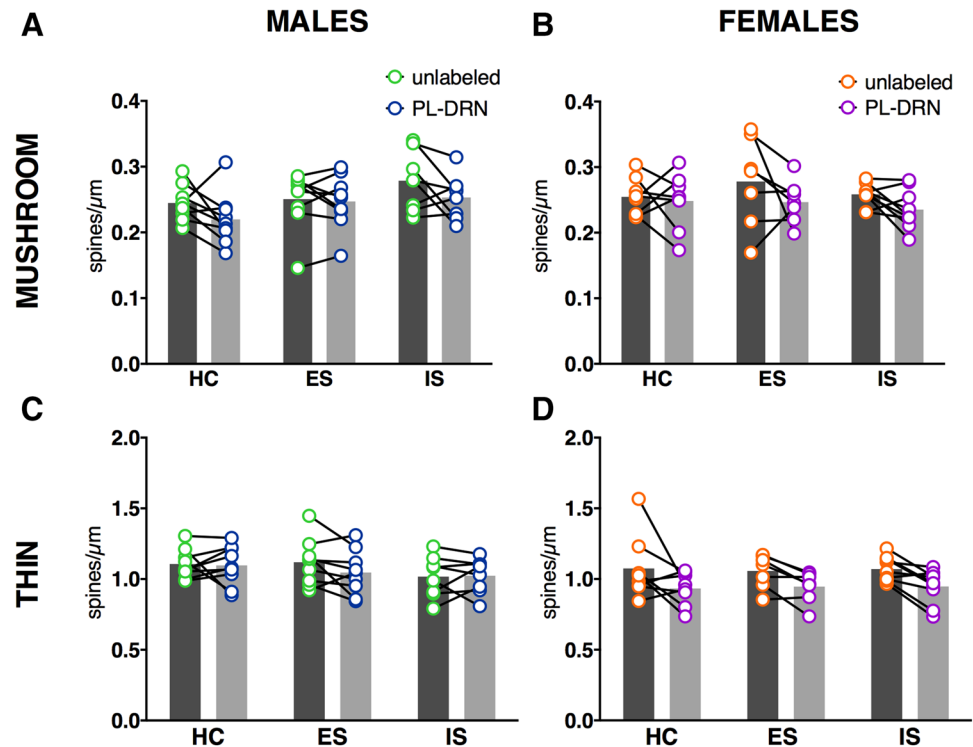 A
MALES
B
FEMALES
MUSHROOM
unlabeled
PL-DRN
spines/µm
0.4
0.3
0.2
0.1
0.0
HC
ES
IS
unlabeled
PL-DRN
spines/µm
0.4
0.3
0.2
0.1
0.0
HC
ES
IS
C
D
THIN
spines/µm
2.0
1.5
1.0
0.5
0.0
HC
ES
IS
spines/µm
2.0
1.5
1.0
0.5
0.0
HC
ES
IS